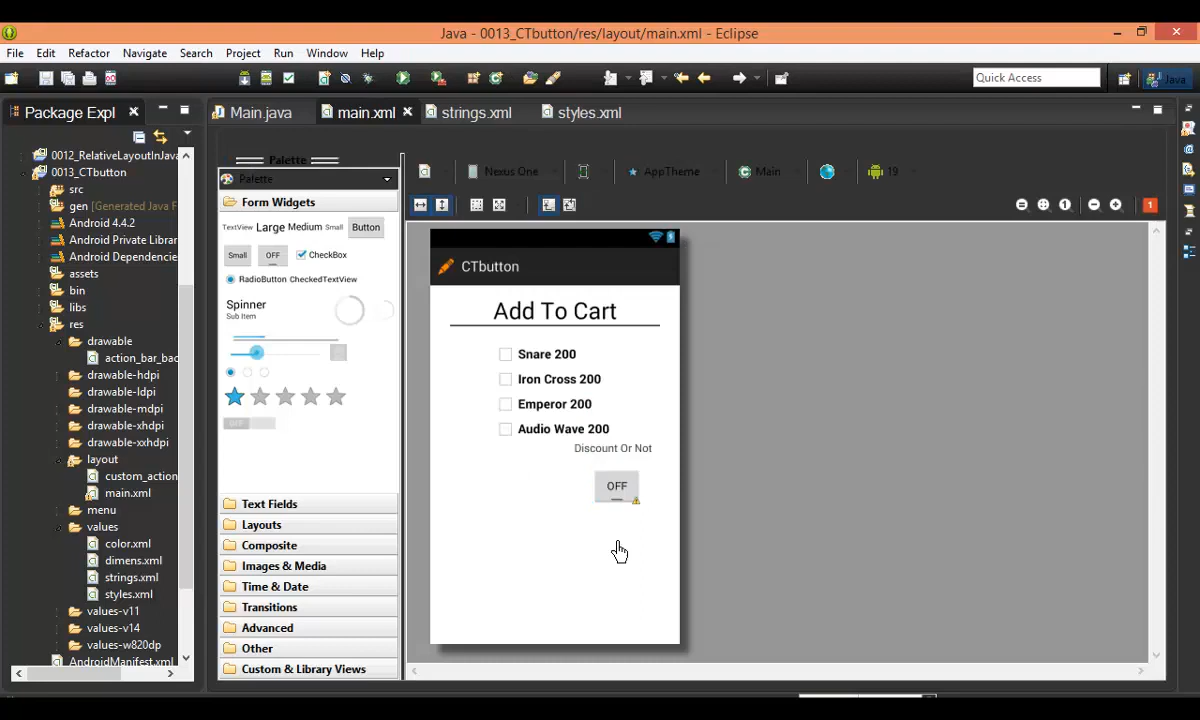 Java - 0013_CTbutton/res/layout/main.xml - Eclipse
File Edit Refactor Navigate Search Project Run Window Help
Quick Access
Java
Package Expl
Main.java
main.xml
strings.xml
styles.xml
0012_RelativeLayoutInJava
0013_CTbutton
src
gen [Generated Java F
Android 4.4.2
Android Private Librar
Android Dependencie
assets
bin
libs
res
drawable
action_bar_bac
drawable-hdpi
drawable-ldpi
drawable-mdpi
drawable-xhdpi
drawable-xxhdpi
layout
custom_action
main.xml
menu
values
color.xml
dimens.xml
strings.xml
styles.xml
values-v11
values-v14
values-w820dp
AndroidManifest.xml
Palette
Palette
Form Widgets
TextView Large Medium Small Button
Small OFF CheckBox
RadioButton CheckedTextView
Spinner
Sub Item
OFF
Text Fields
Layouts
Composite
Images & Media
Time & Date
Transitions
Advanced
Other
Custom & Library Views
Nexus One
AppTheme
Main
19
1
CTbutton
Add To Cart
Snare 200
Iron Cross 200
Emperor 200
Audio Wave 200
Discount Or Not
OFF